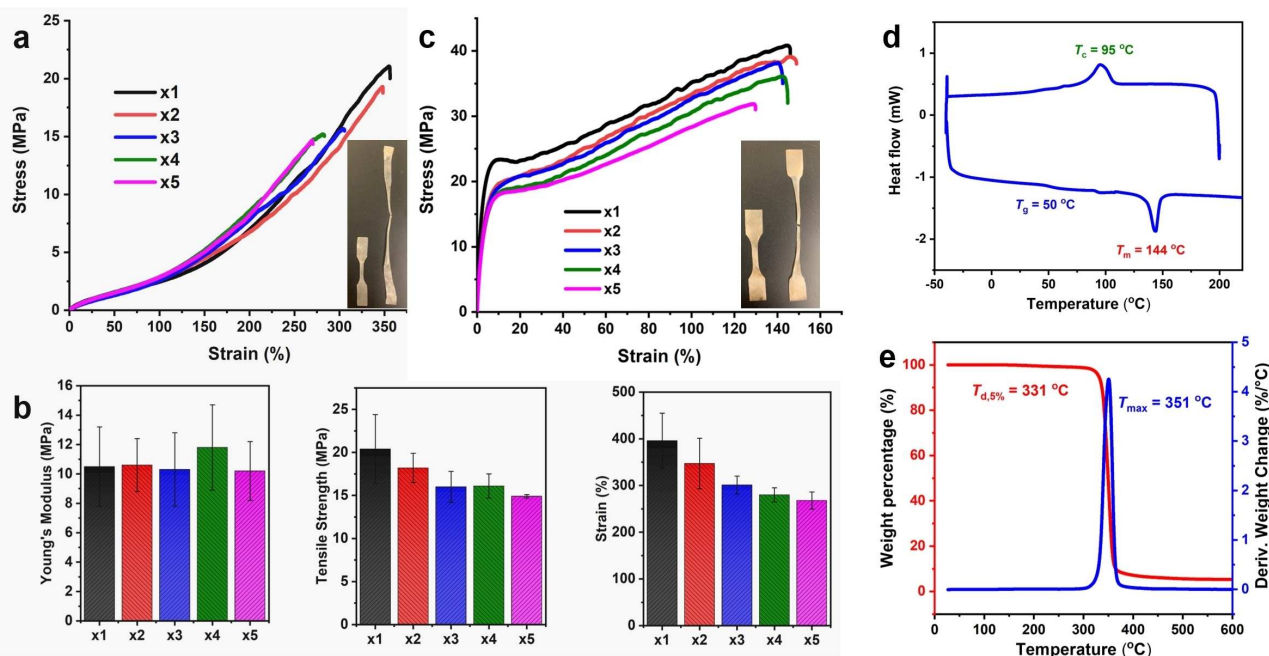 a
25
20
15
10
5
0
Stress (MPa)
x1
x2
x3
x4
x5
0 50 100 150 200 250 300 350
Strain (%)
c
40
30
20
10
0
Stress (MPa)
x1
x2
x3
x4
x5
0 20 40 60 80 100 120 140 160
Strain (%)
d
1
0
-1
-2
Heat flow (mW)
Tc = 95 °C
Tg = 50 °C
Tm = 144 °C
-50 0 50 100 150 200
Temperature (°C)
b
16
14
12
10
8
6
4
2
0
Young's Modulus (MPa)
x1 x2 x3 x4 x5
25
20
15
10
5
0
Tensile Strength (MPa)
x1 x2 x3 x4 x5
500
400
300
200
100
0
Strain (%)
x1 x2 x3 x4 x5
e
100
80
60
40
20
0
Weight percentage (%)
Td,5% = 331 °C
Tmax = 351 °C
5
4
3
2
1
0
Deriv. Weight Change (%/°C)
0 100 200 300 400 500 600
Temperature (°C)